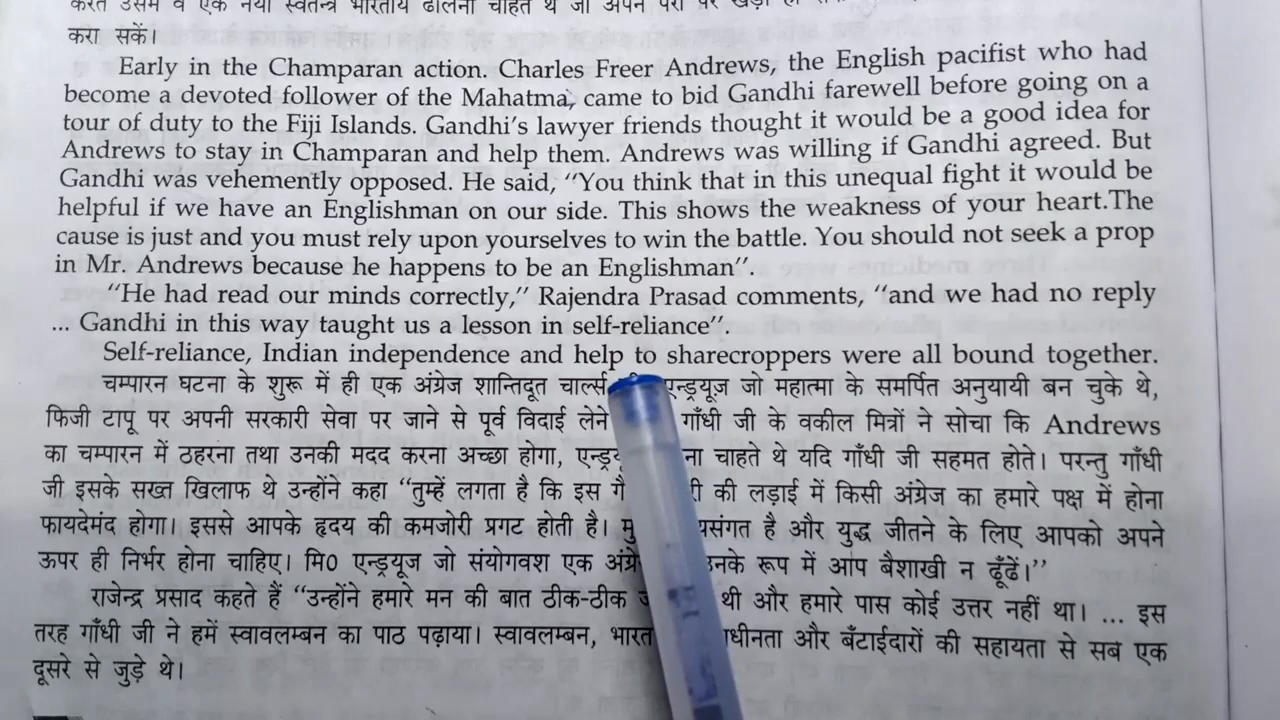 करते उसमें वे एक नया स्वतन्त्र भारतीय ढालना चाहते थे जो अपने पैरों पर खड़ा हो
करा सकें।
Early in the Champaran action. Charles Freer Andrews, the English pacifist who had
become a devoted follower of the Mahatma, came to bid Gandhi farewell before going on a
tour of duty to the Fiji Islands. Gandhi's lawyer friends thought it would be a good idea for
Andrews to stay in Champaran and help them. Andrews was willing if Gandhi agreed. But
Gandhi was vehemently opposed. He said, “You think that in this unequal fight it would be
helpful if we have an Englishman on our side. This shows the weakness of your heart.The
cause is just and you must rely upon yourselves to win the battle. You should not seek a prop
in Mr. Andrews because he happens to be an Englishman”.
“He had read our minds correctly,” Rajendra Prasad comments, “and we had no reply
... Gandhi in this way taught us a lesson in self-reliance”.
Self-reliance, Indian independence and help to sharecroppers were all bound together.
चम्पारन घटना के शुरू में ही एक अंग्रेज शान्तिदूत चार्ल्स एन्ड्रयूज़ जो महात्मा के समर्पित अनुयायी बन चुके थे,
फिजी टापू पर अपनी सरकारी सेवा पर जाने से पूर्व विदाई लेने गाँधी जी के वकील मित्रों ने सोचा कि Andrews
का चम्पारन में ठहरना तथा उनकी मदद करना अच्छा होगा, चाहते थे यदि गाँधी जी सहमत होते। परन्तु गाँधी
जी इसके सख्त खिलाफ थे उन्होंने कहा “तुम्हें लगता है कि इस की लड़ाई में किसी अंग्रेज का हमारे पक्ष में होना
फायदेमंद होगा। इससे आपके हृदय की कमजोरी प्रगट होती है। है और युद्ध जीतने के लिए आपको अपने
ऊपर ही निर्भर होना चाहिए। मि0 एन्ड्रयूज जो संयोगवश एक उनके रूप में आप बैशाखी न ढूँढें।”
राजेन्द्र प्रसाद कहते हैं “उन्होंने हमारे मन की बात ठीक-ठीक थी और हमारे पास कोई उत्तर नहीं था। ... इस
तरह गाँधी जी ने हमें स्वावलम्बन का पाठ पढ़ाया। स्वावलम्बन, और बँटाईदारों की सहायता से सब एक
दूसरे से जुड़े थे।